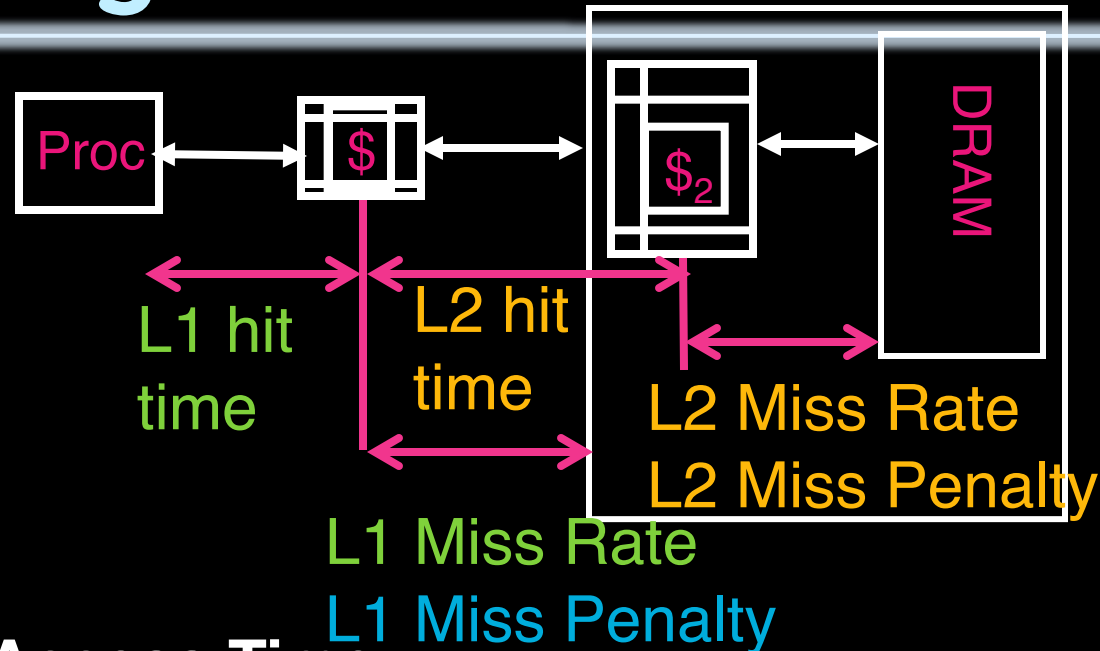 Proc
$
$₂
DRAM
L1 hit
time
L2 hit
time
L2 Miss Rate
L2 Miss Penalty
L1 Miss Rate
L1 Miss Penalty